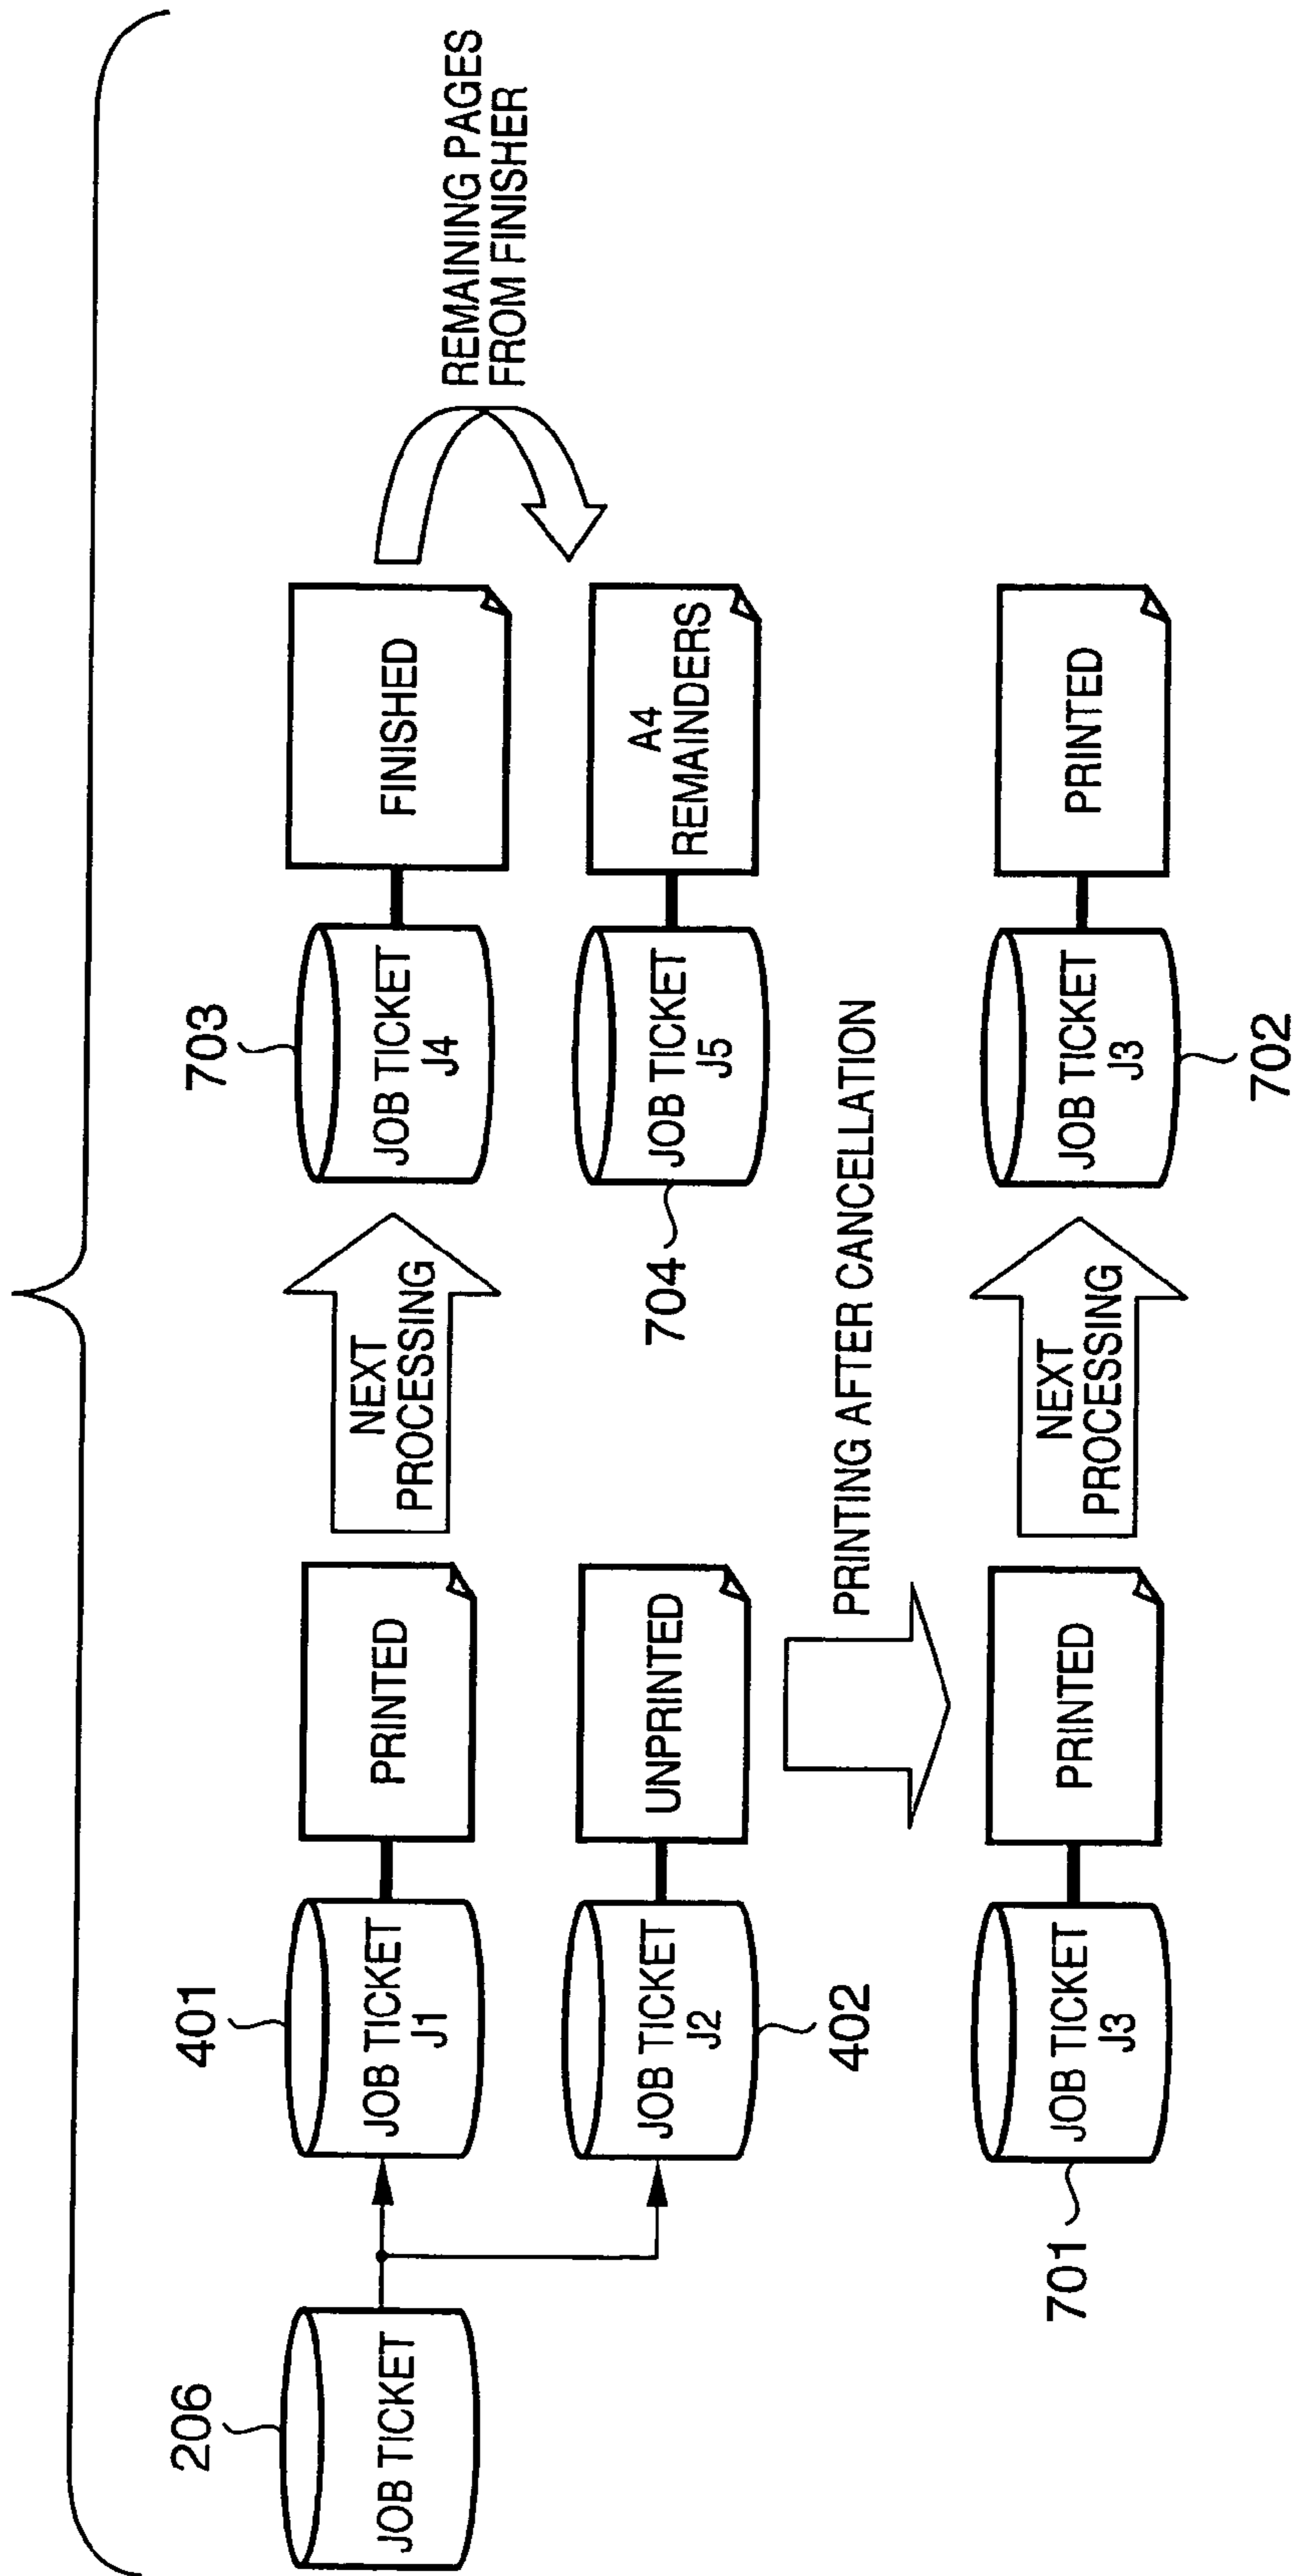 206
JOB TICKET
401
JOB TICKET
J1
PRINTED
NEXT
PROCESSING
703
JOB TICKET
J4
FINISHED
REMAINING PAGES
FROM FINISHER
JOB TICKET
J2
402
UNPRINTED
704
JOB TICKET
J5
A4
REMAINDERS
PRINTING AFTER CANCELLATION
701
JOB TICKET
J3
PRINTED
NEXT
PROCESSING
JOB TICKET
J3
702
PRINTED